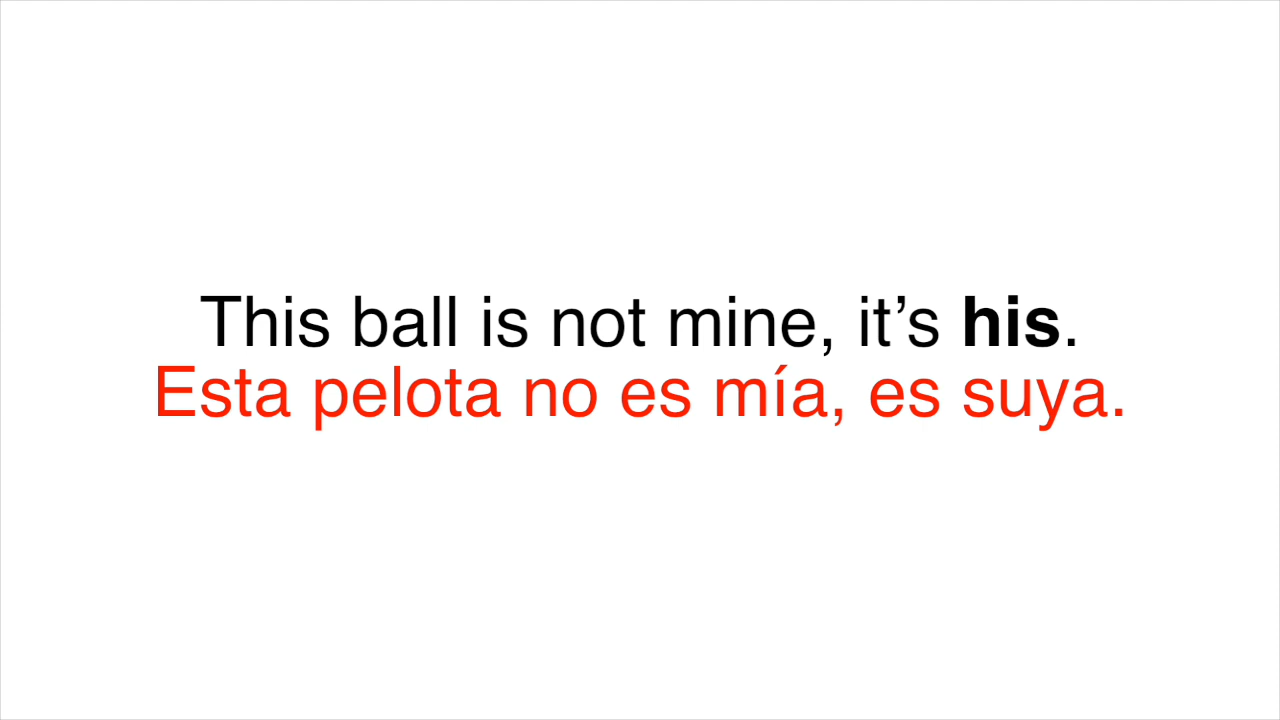 This ball is not mine, it’s his.
Esta pelota no es mía, es suya.